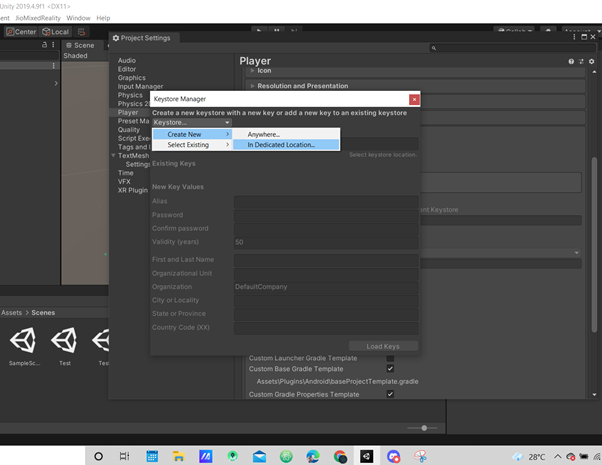 Unity 2019.4.9f1 <DX11>
ent JioMixedReality Window Help
Center Local
Scene
Shaded
Project Settings
Audio
Editor
Graphics
Input Manager
Physics
Physics 2D
Player
Preset Ma
Quality
Script Exe
Tags and L
TextMesh
Settings
Time
VFX
XR Plugin
Player
Icon
Resolution and Presentation
Keystore Manager
Create a new keystore with a new key or add a new key to an existing keystore
Keystore...
Create New
Select Existing
Anywhere...
In Dedicated Location...
Select keystore location.
Existing Keys
New Key Values
Alias
Password
Confirm password
Validity (years) 50
First and Last Name
Organizational Unit
Organization DefaultCompany
City or Locality
State or Province
Country Code (XX)
Load Keys
ent Keystore
Custom Launcher Gradle Template
Custom Base Gradle Template
Assets\Plugins\Android\baseProjectTemplate.gradle
Custom Gradle Properties Template
Assets > Scenes
SampleSc...
Test
Te
28°C